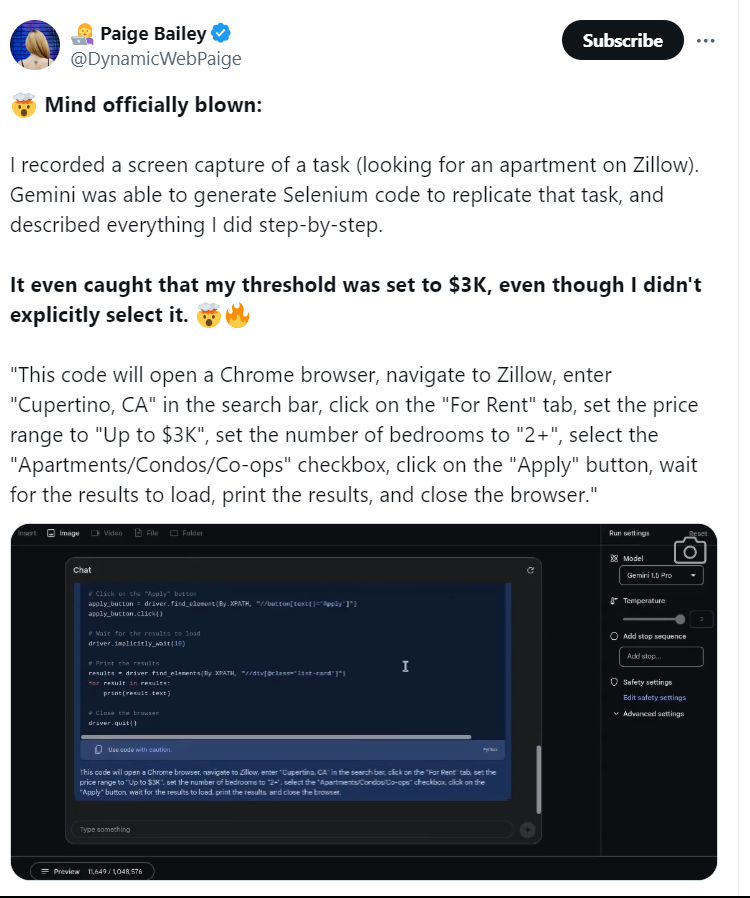 Paige Bailey
@DynamicWebPaige
Subscribe
Mind officially blown:
I recorded a screen capture of a task (looking for an apartment on Zillow).
Gemini was able to generate Selenium code to replicate that task, and
described everything I did step-by-step.
It even caught that my threshold was set to $3K, even though I didn't
explicitly select it.
"This code will open a Chrome browser, navigate to Zillow, enter
"Cupertino, CA" in the search bar, click on the "For Rent" tab, set the price
range to "Up to $3K", set the number of bedrooms to "2+", select the
"Apartments/Condos/Co-ops" checkbox, click on the "Apply" button, wait
for the results to load, print the results, and close the browser."
Insert: Image Video File Folder
Run settings Reset
Chat
Model
Gemini 1.5 Pro
Temperature
Add stop sequence
Add stop...
Safety settings
Edit safety settings
Advanced settings
# Click on the "Apply" button
apply_button = driver.find_element(By.XPATH, "//button[text()='Apply']")
apply_button.click()
# Wait for the results to load
driver.implicitly_wait(10)
# Print the results
results = driver.find_elements(By.XPATH, "//div[@class='list-card']")
for result in results:
print(result.text)
# Close the browser
driver.quit()
Use code with caution.
Python
This code will open a Chrome browser, navigate to Zillow, enter "Cupertino, CA" in the search bar, click on the "For Rent" tab, set the
price range to "Up to $3K", set the number of bedrooms to "2+", select the "Apartments/Condos/Co-ops" checkbox, click on the
"Apply" button, wait for the results to load, print the results, and close the browser.
Type something
Preview 11,649 / 1,048,576